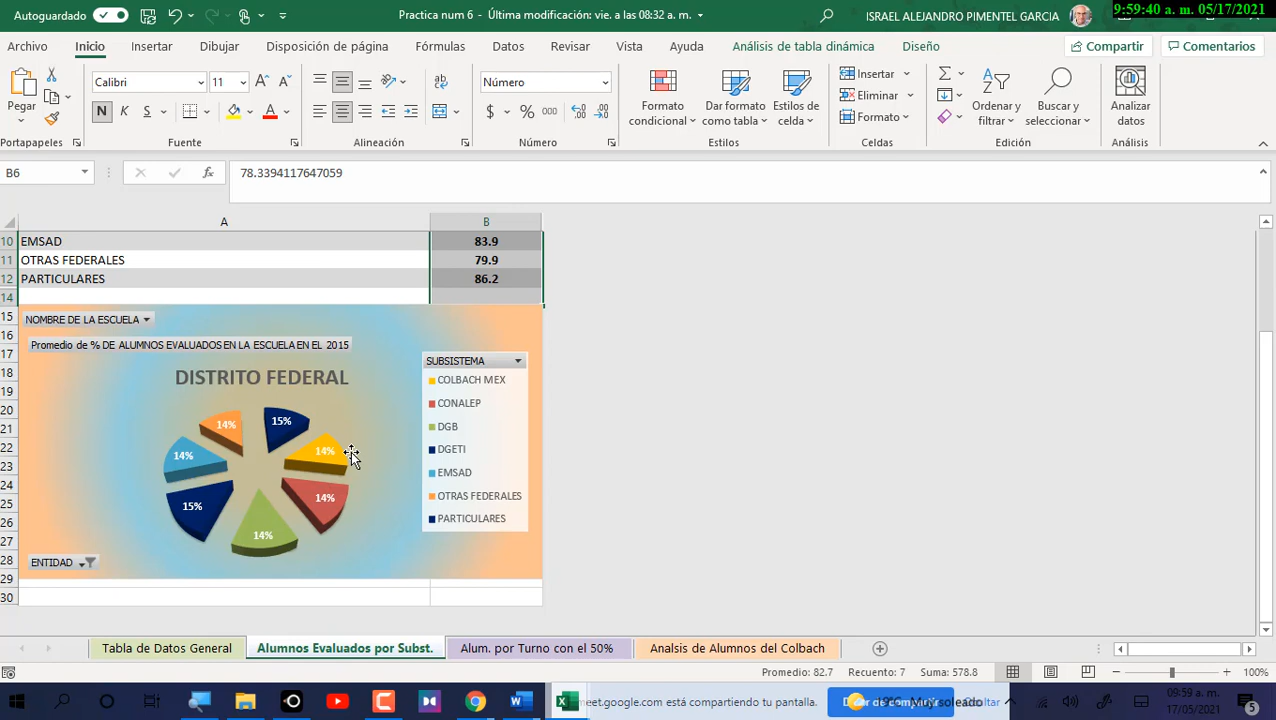 Autoguardado
Practica num 6 - Última modificación: vie. a las 08:32 a. m.
ISRAEL ALEJANDRO PIMENTEL GARCIA
9:59:40 a. m. 05/17/2021
Archivo Inicio Insertar Dibujar Disposición de página Fórmulas Datos Revisar Vista Ayuda Análisis de tabla dinámica Diseño Compartir Comentarios
Pegar
Calibri 11
N K S
ab
Número
$ % 000
Formato condicional
Dar formato como tabla
Estilos de celda
Insertar
Eliminar
Formato
Ordenar y filtrar
Buscar y seleccionar
Analizar datos
Portapapeles Fuente Alineación Número Estilos Celdas Edición Análisis
B6 fx 78.3394117647059
A B
10 EMSAD 83.9
11 OTRAS FEDERALES 79.9
12 PARTICULARES 86.2
14
15
16
17
18
19
20
21
22
23
24
25
26
27
28
29
30
NOMBRE DE LA ESCUELA
Promedio de % DE ALUMNOS EVALUADOS EN LA ESCUELA EN EL 2015
DISTRITO FEDERAL
15%
14%
14%
14%
15%
14%
14%
SUBSISTEMA
COLBACH MEX
CONALEP
DGB
DGETI
EMSAD
OTRAS FEDERALES
PARTICULARES
ENTIDAD
Tabla de Datos General Alumnos Evaluados por Subst. Alum. por Turno con el 50% Analsis de Alumnos del Colbach
Promedio: 82.7 Recuento: 7 Suma: 578.8 100%
meet.google.com está compartiendo tu pantalla.
soleado
09:59 a. m.
17/05/2021
5